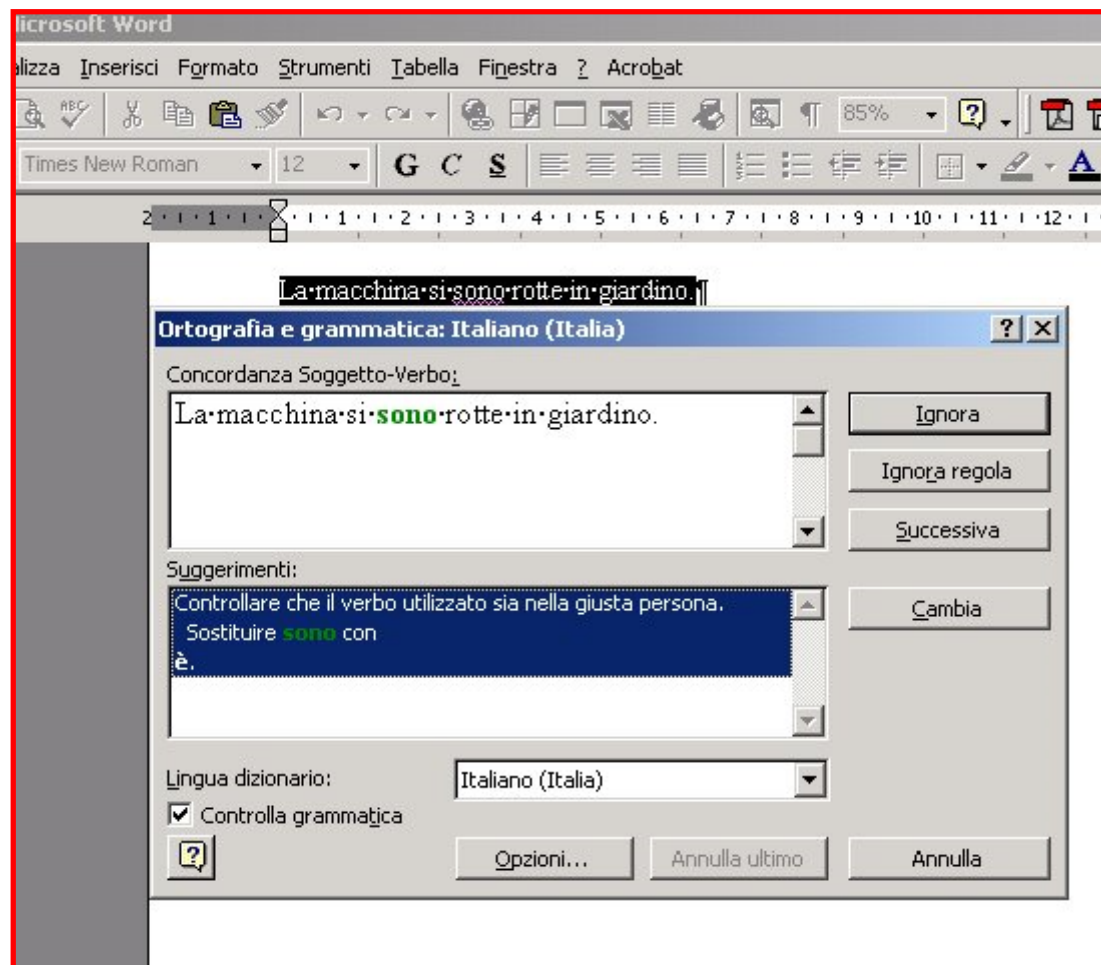 Microsoft Word
alizza Inserisci Formato Strumenti Tabella Finestra ? Acrobat
ABC 85%
Times New Roman 12 G C S A
2 1 1 2 3 4 5 6 7 8 9 10 11 12
La·macchina·si·sono·rotte·in·giardino.¶
Ortografia e grammatica: Italiano (Italia)
Concordanza Soggetto-Verbo:
La·macchina·si·sono·rotte·in·giardino.
Ignora
Ignora regola
Successiva
Suggerimenti:
Controllare che il verbo utilizzato sia nella giusta persona.
Sostituire sono con
è.
Cambia
Lingua dizionario: Italiano (Italia)
Controlla grammatica
Opzioni... Annulla ultimo Annulla